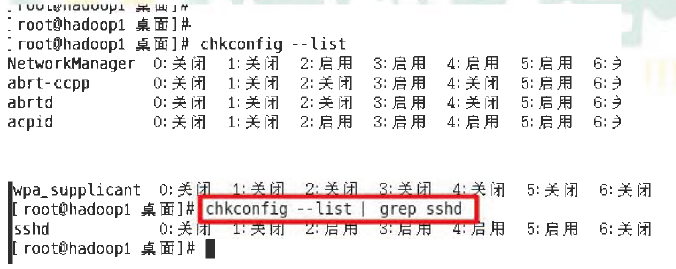 [root@hadoop1 桌面]#
[root@hadoop1 桌面]#
[root@hadoop1 桌面]# chkconfig --list
NetworkManager 0:关闭 1:关闭 2:启用 3:启用 4:启用 5:启用 6:
abrt-ccpp 0:关闭 1:关闭 2:关闭 3:启用 4:关闭 5:启用 6:
abrtd 0:关闭 1:关闭 2:关闭 3:启用 4:关闭 5:启用 6:
acpid 0:关闭 1:关闭 2:启用 3:启用 4:启用 5:启用 6:
wpa_supplicant 0:关闭 1:关闭 2:关闭 3:关闭 4:关闭 5:关闭 6:关闭
[root@hadoop1 桌面]# chkconfig --list | grep sshd
sshd 0:关闭 1:关闭 2:启用 3:启用 4:启用 5:启用 6:关闭
[root@hadoop1 桌面]#